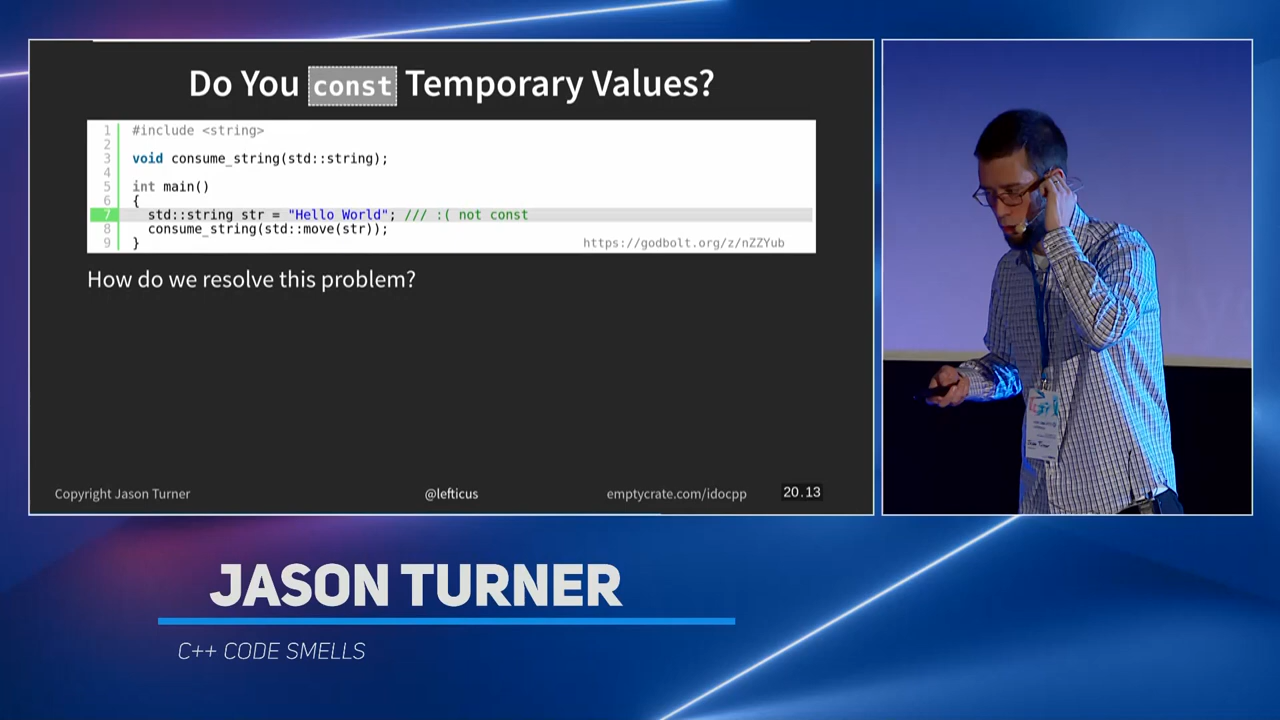 Do You const Temporary Values?
1 #include <string>
2
3 void consume_string(std::string);
4
5 int main()
6 {
7 std::string str = "Hello World"; /// :( not const
8 consume_string(std::move(str));
9 }
https://godbolt.org/z/nZZYub
How do we resolve this problem?
Copyright Jason Turner
@lefticus
emptycrate.com/idocpp
20.13
JASON TURNER
C++ CODE SMELLS